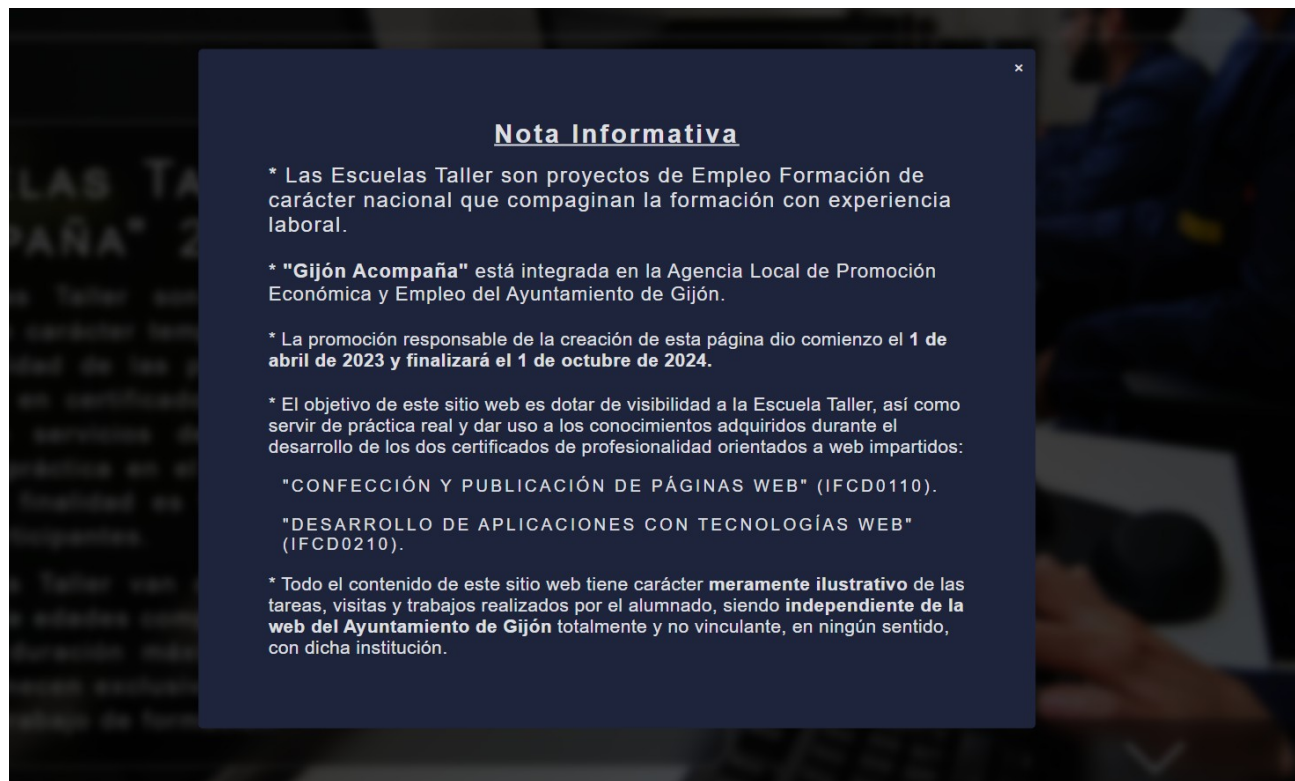 ×
Nota Informativa
* Las Escuelas Taller son proyectos de Empleo Formación de
carácter nacional que compaginan la formación con experiencia
laboral.
* "Gijón Acompaña" está integrada en la Agencia Local de Promoción
Económica y Empleo del Ayuntamiento de Gijón.
* La promoción responsable de la creación de esta página dio comienzo el 1 de
abril de 2023 y finalizará el 1 de octubre de 2024.
* El objetivo de este sitio web es dotar de visibilidad a la Escuela Taller, así como
servir de práctica real y dar uso a los conocimientos adquiridos durante el
desarrollo de los dos certificados de profesionalidad orientados a web impartidos:
"CONFECCIÓN Y PUBLICACIÓN DE PÁGINAS WEB" (IFCD0110).
"DESARROLLO DE APLICACIONES CON TECNOLOGÍAS WEB"
(IFCD0210).
* Todo el contenido de este sitio web tiene carácter meramente ilustrativo de las
tareas, visitas y trabajos realizados por el alumnado, siendo independiente de la
web del Ayuntamiento de Gijón totalmente y no vinculante, en ningún sentido,
con dicha institución.